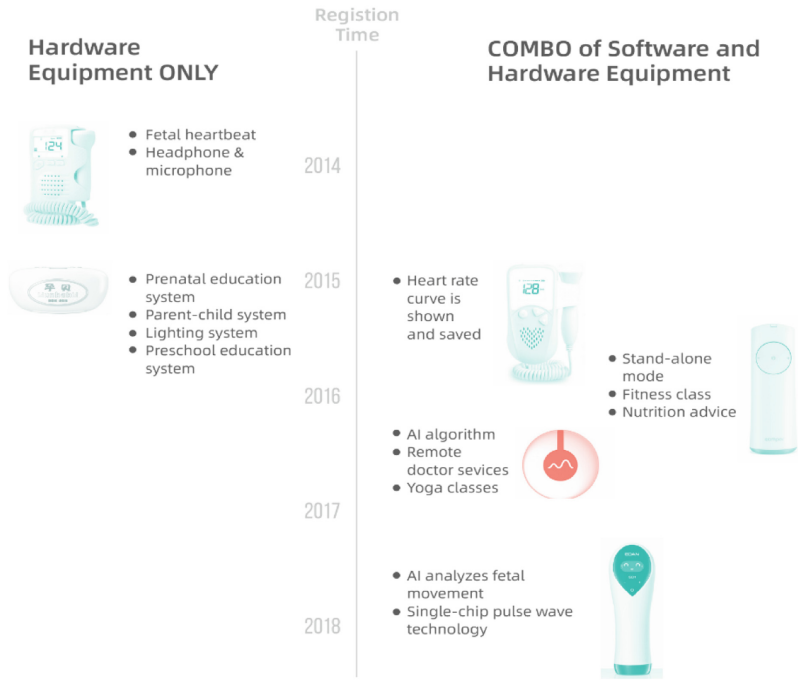 Registion
Time
Hardware
Equipment ONLY
COMBO of Software and
Hardware Equipment
124
● Fetal heartbeat
● Headphone &
microphone
2014
● Prenatal education
system
● Parent-child system
● Lighting system
● Preschool education
system
2015
● Heart rate
curve is
shown
and saved
128
● Stand-alone
mode
● Fitness class
● Nutrition advice
2016
● AI algorithm
● Remote
doctor sevices
● Yoga classes
2017
● AI analyzes fetal
movement
● Single-chip pulse wave
technology
2018